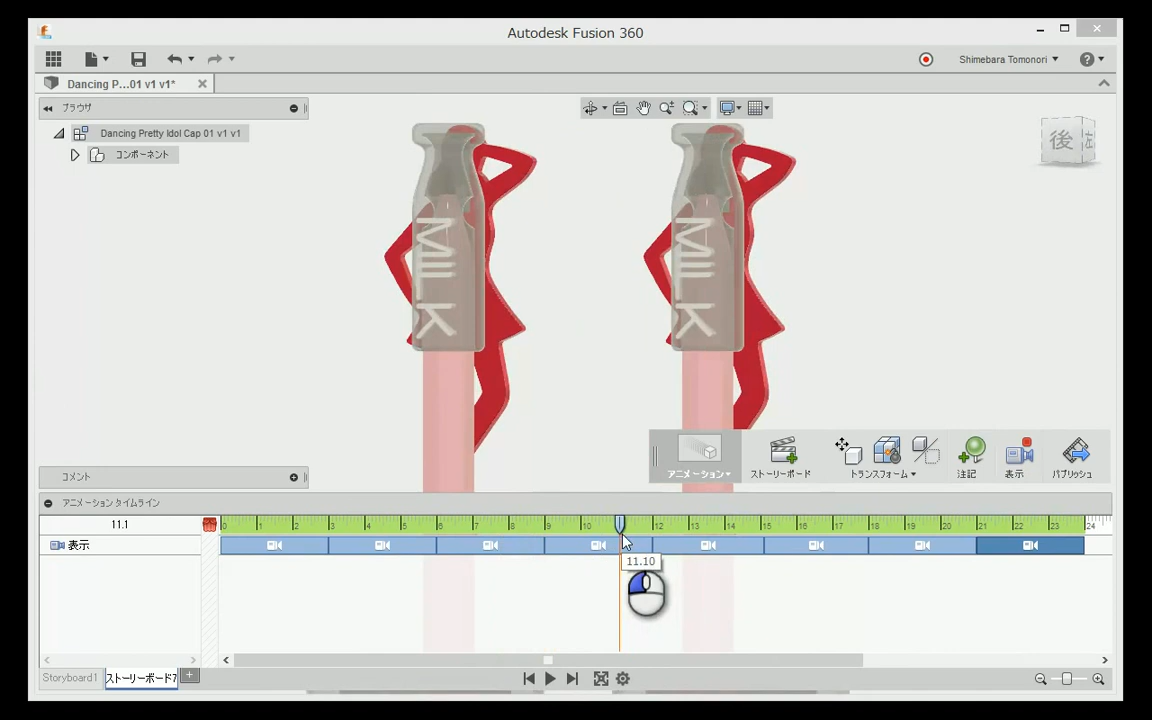 Autodesk Fusion 360
Shimebara Tomonori
Dancing P...01 v1 v1*
ブラウザ
Dancing Pretty Idol Cap 01 v1 v1
コンポーネント
後
左
MILK
MILK
アニメーション
ストーリーボード
トランスフォーム
注記
表示
パブリッシュ
コメント
アニメーションタイムライン
11.1
0 1 2 3 4 5 6 7 8 9 10 12 13 14 15 16 17 18 19 20 21 22 23 24
表示
11.10
Storyboard1
ストーリーボード7